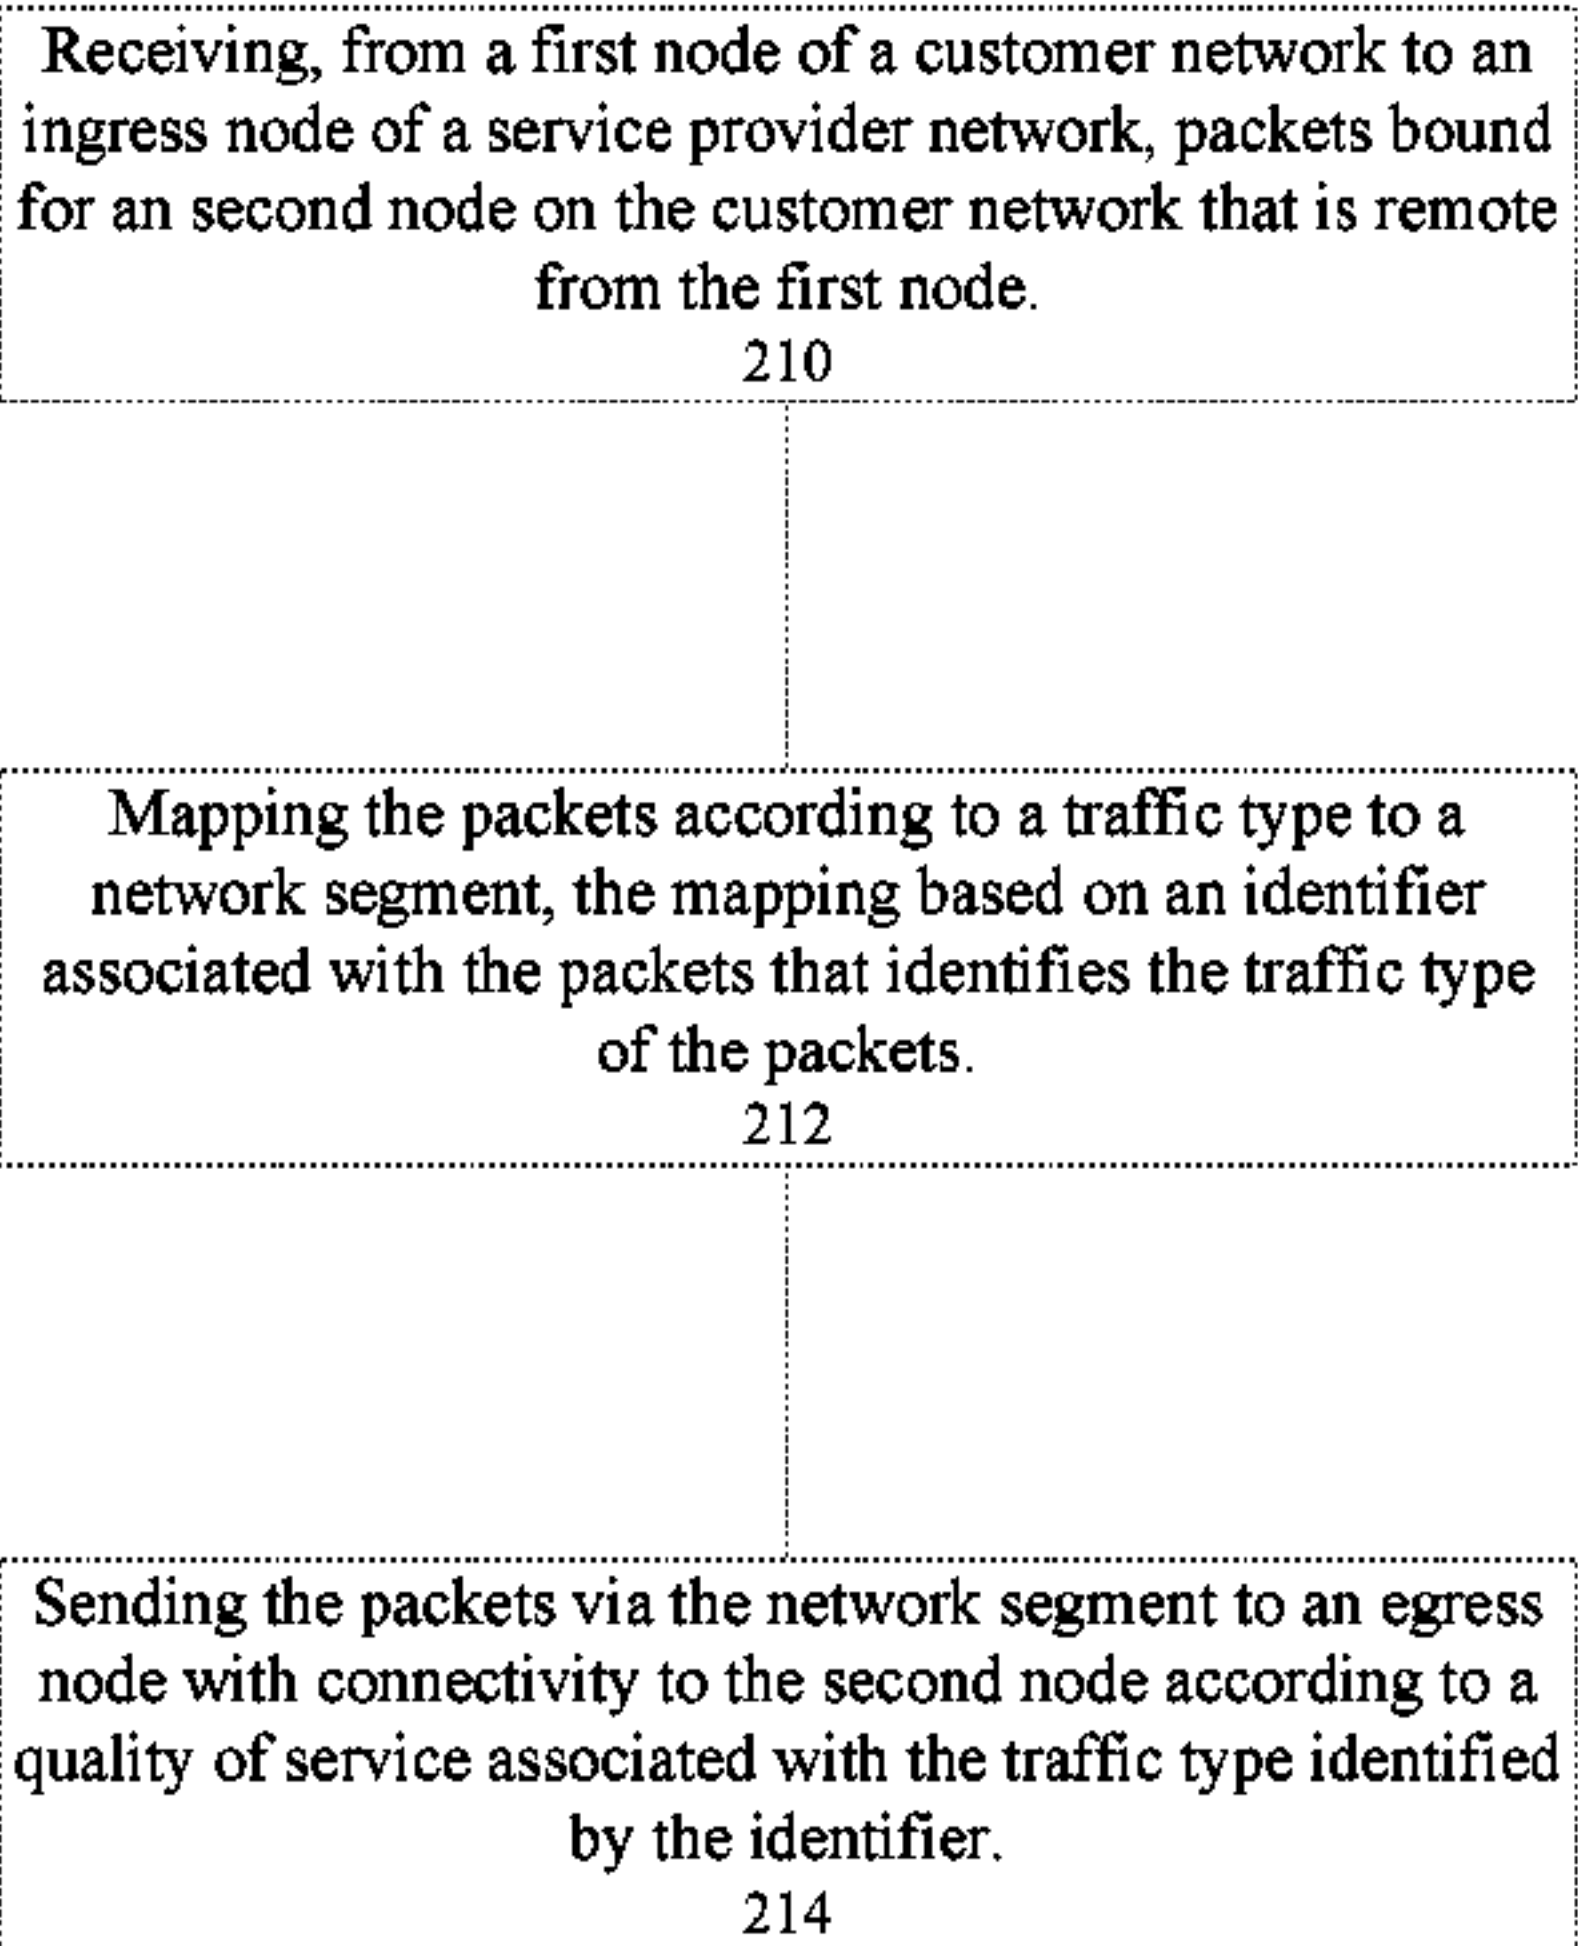 Receiving, from a first node of a customer network to an
ingress node of a service provider network, packets bound
for an second node on the customer network that is remote
from the first node.
210
Mapping the packets according to a traffic type to a
network segment, the mapping based on an identifier
associated with the packets that identifies the traffic type
of the packets.
212
Sending the packets via the network segment to an egress
node with connectivity to the second node according to a
quality of service associated with the traffic type identified
by the identifier.
214